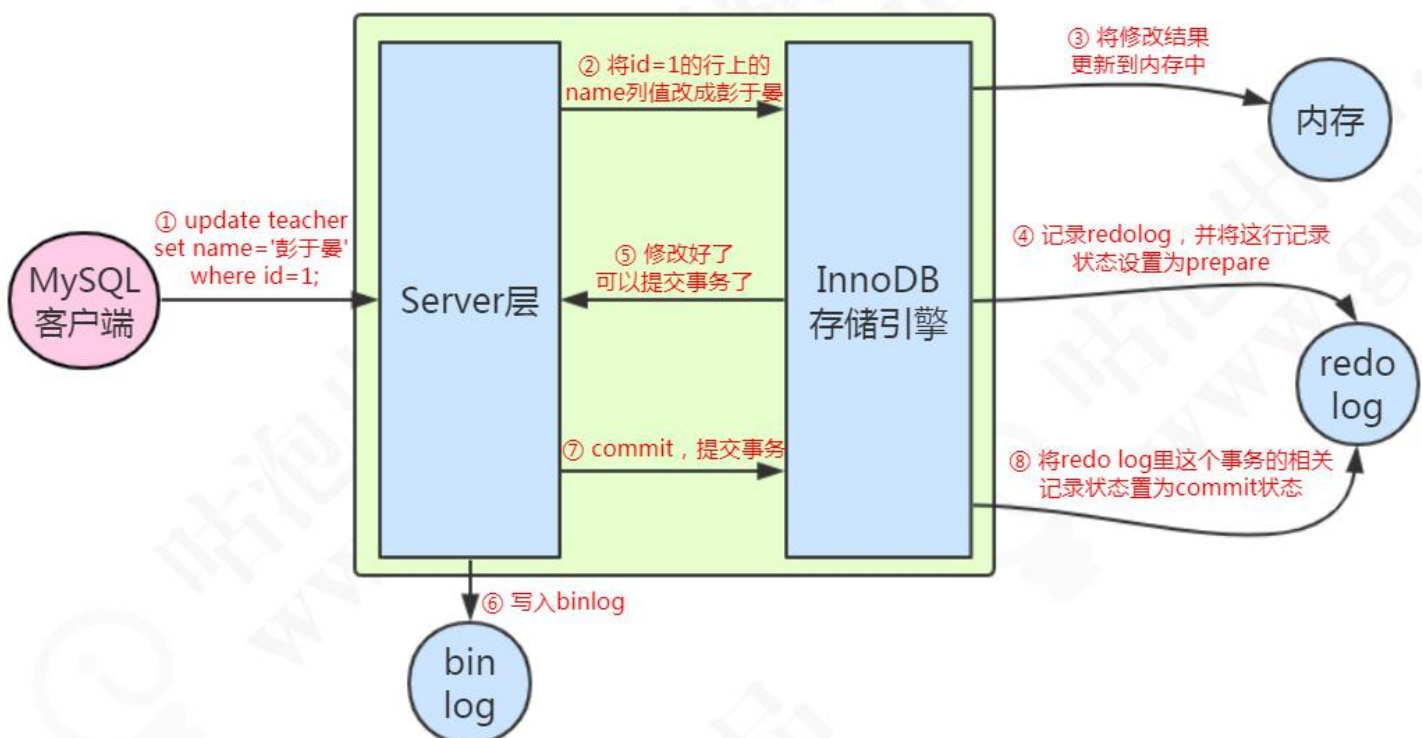 ② 将id=1的行上的
name列值改成彭于晏
③ 将修改结果
更新到内存中
内存
① update teacher
set name='彭于晏'
where id=1;
MySQL
客户端
Server层
⑤ 修改好了
可以提交事务了
InnoDB
存储引擎
④ 记录redolog，并将这行记录
状态设置为prepare
redo
log
⑦ commit，提交事务
⑧ 将redo log里这个事务的相关
记录状态置为commit状态
⑥ 写入binlog
bin
log